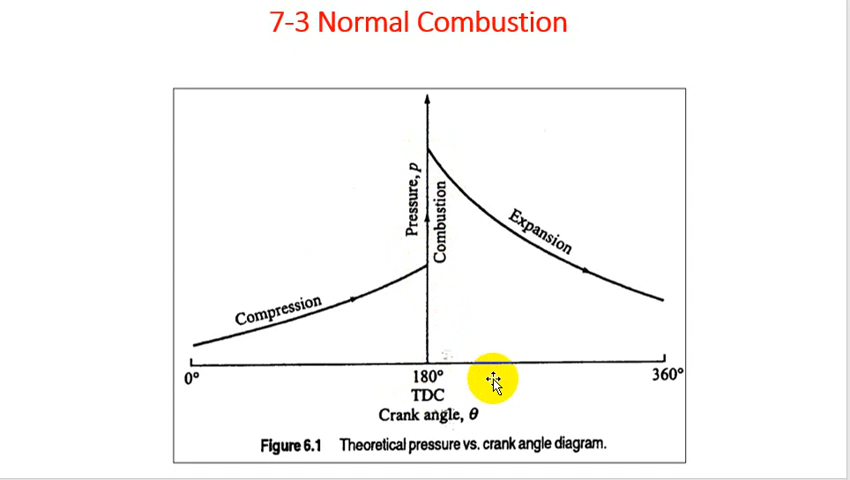 7-3 Normal Combustion
Pressure, p
Combustion
Expansion
Compression
0°
180°
360°
TDC
Crank angle, θ
Figure 6.1 Theoretical pressure vs. crank angle diagram.